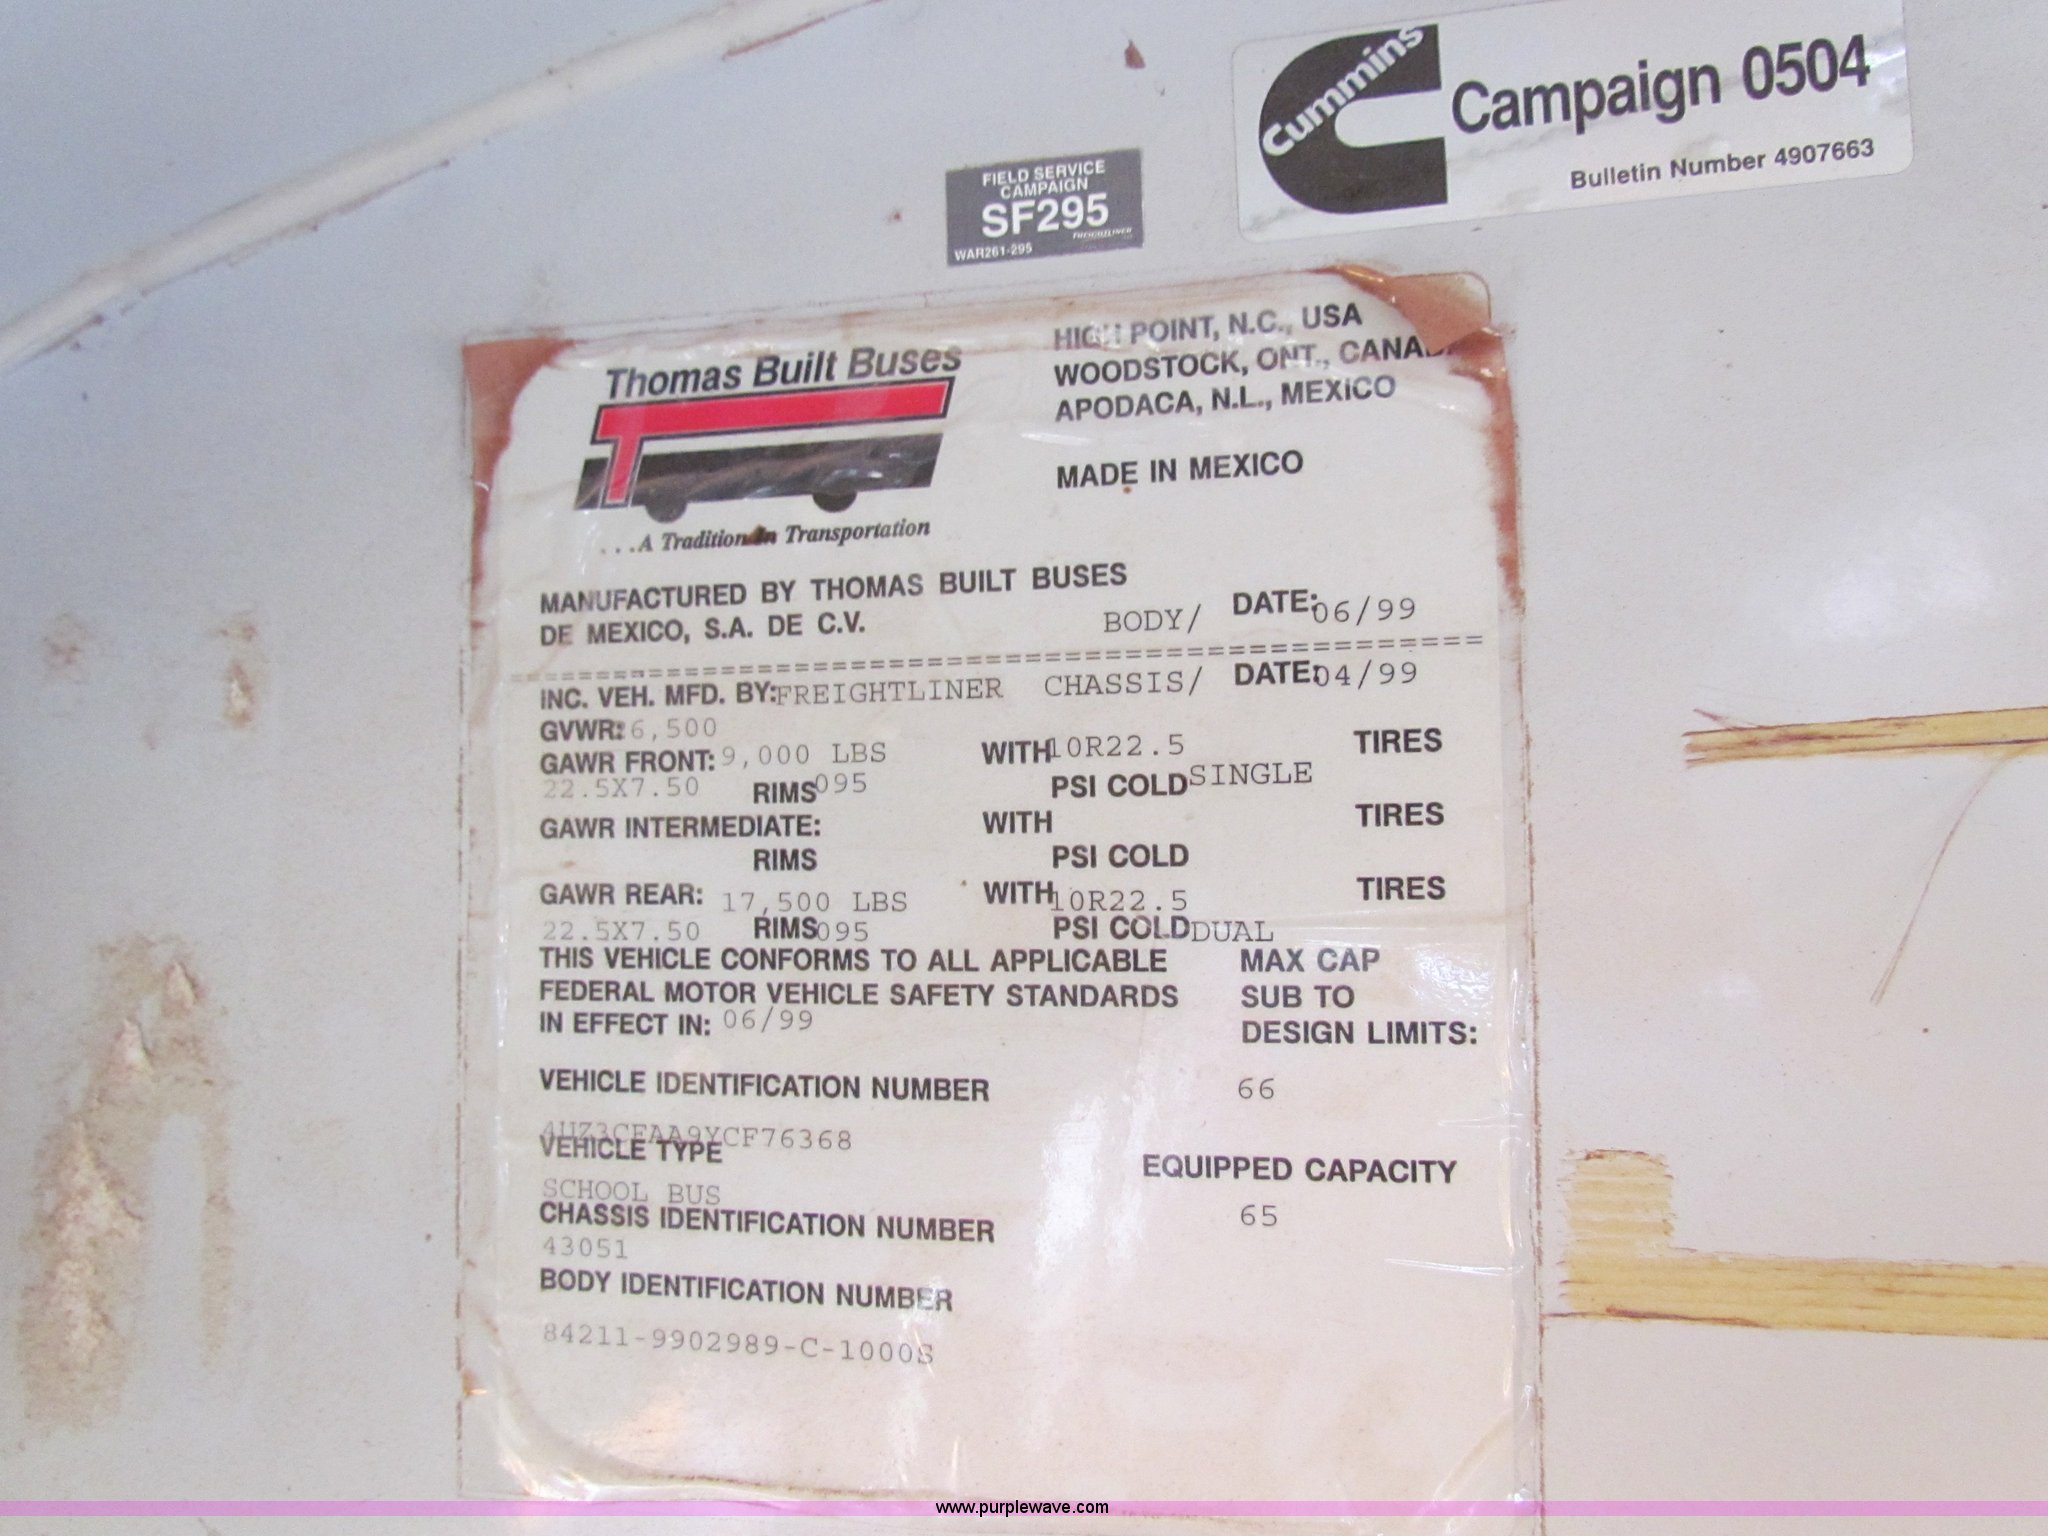 Cummins
Campaign 0504
Bulletin Number 4907663
FIELD SERVICE
CAMPAIGN
SF295
WAR261-295 FREIGHTLINER
Thomas Built Buses
. . . A Tradition In Transportation
HIGH POINT, N.C., USA
WOODSTOCK, ONT.,
APODACA, N.L., MEXICO
MADE IN MEXICO
MANUFACTURED BY THOMAS BUILT BUSES
DE MEXICO, S.A. DE C.V. BODY/ DATE: 06/99
INC. VEH. MFD. BY: FREIGHTLINER CHASSIS/ DATE: 04/99
GVWR: 6,500
GAWR FRONT: 9,000 LBS WITH 10R22.5 TIRES
22.5X7.50 RIMS 095 PSI COLD SINGLE
GAWR INTERMEDIATE: WITH TIRES
RIMS PSI COLD
GAWR REAR: 17,500 LBS WITH 10R22.5 TIRES
22.5X7.50 RIMS 095 PSI COLD DUAL
THIS VEHICLE CONFORMS TO ALL APPLICABLE
FEDERAL MOTOR VEHICLE SAFETY STANDARDS
IN EFFECT IN: 06/99
MAX CAP
SUB TO
DESIGN LIMITS:
66
VEHICLE IDENTIFICATION NUMBER
4UZ3CFAA9YCF76368
VEHICLE TYPE
SCHOOL BUS
EQUIPPED CAPACITY
65
CHASSIS IDENTIFICATION NUMBER
43051
BODY IDENTIFICATION NUMBER
84211-9902989-C-1000S
www.purplewave.com